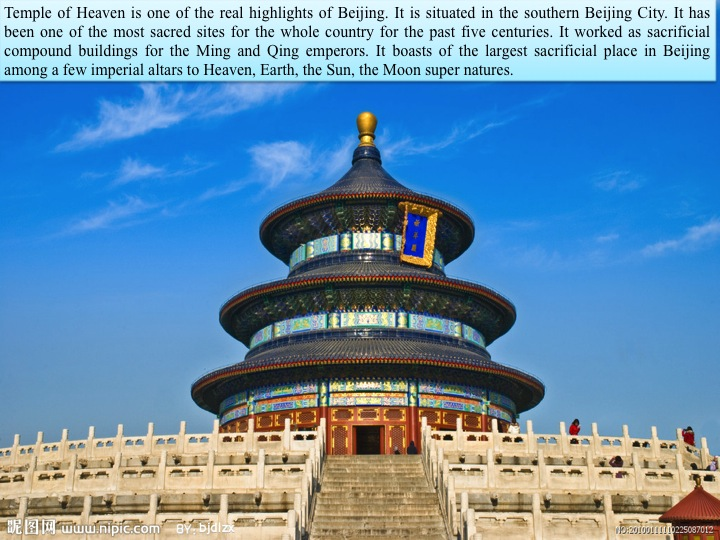 Temple of Heaven is one of the real highlights of Beijing. It is situated in the southern Beijing City. It has
been one of the most sacred sites for the whole country for the past five centuries. It worked as sacrificial
compound buildings for the Ming and Qing emperors. It boasts of the largest sacrificial place in Beijing
among a few imperial altars to Heaven, Earth, the Sun, the Moon super natures.
祈年殿
昵图网 www.nipic.com BY: bjdlzx
NO:20100111110225087012